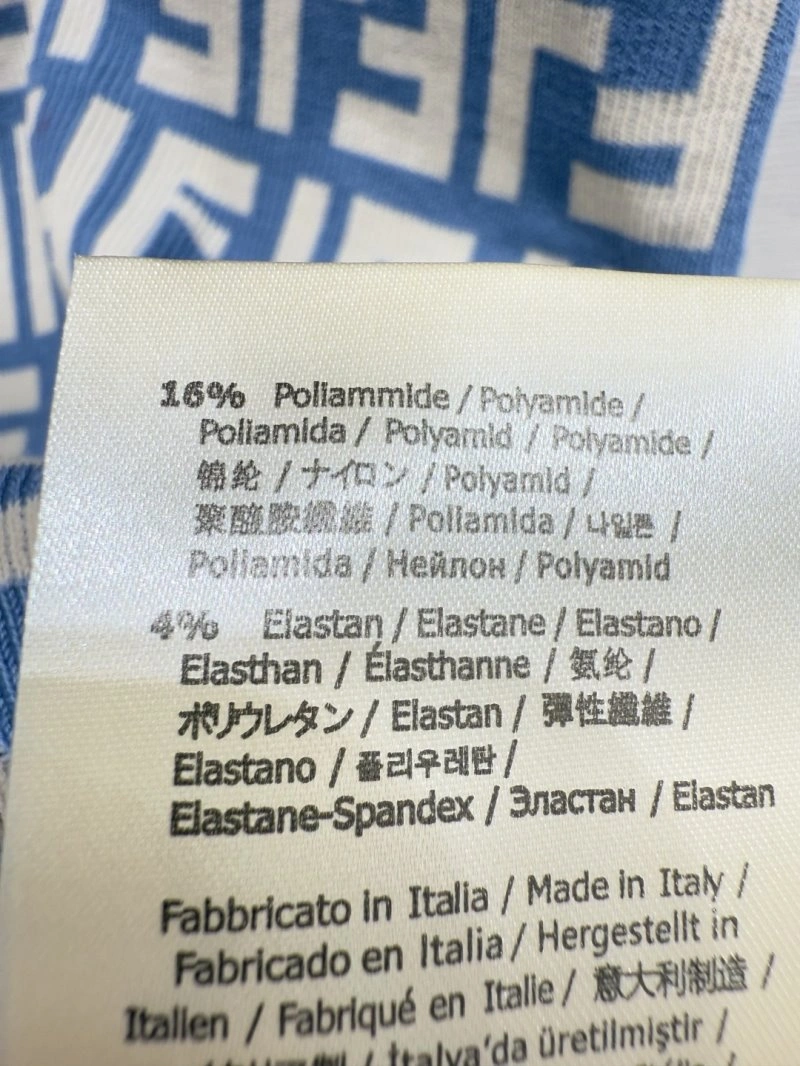 16% Poliammide / Polyamide /
Poliamida / Polyamid / Polyamide /
锦纶 / ナイロン / Polyamid /
聚醯胺纖維 / Poliamida / 나일론 /
Poliamida / Нейлон / Polyamid
4% Elastan / Elastane / Elastano /
Elasthan / Élasthanne / 氨纶 /
ポリウレタン / Elastan / 彈性纖維 /
Elastano / 폴리우레탄 /
Elastane-Spandex / Эластан / Elastan
Fabbricato in Italia / Made in Italy /
Fabricado en Italia / Hergestellt in
Italien / Fabriqué en Italie / 意大利制造 /
/ İtalya'da üretilmiştir /